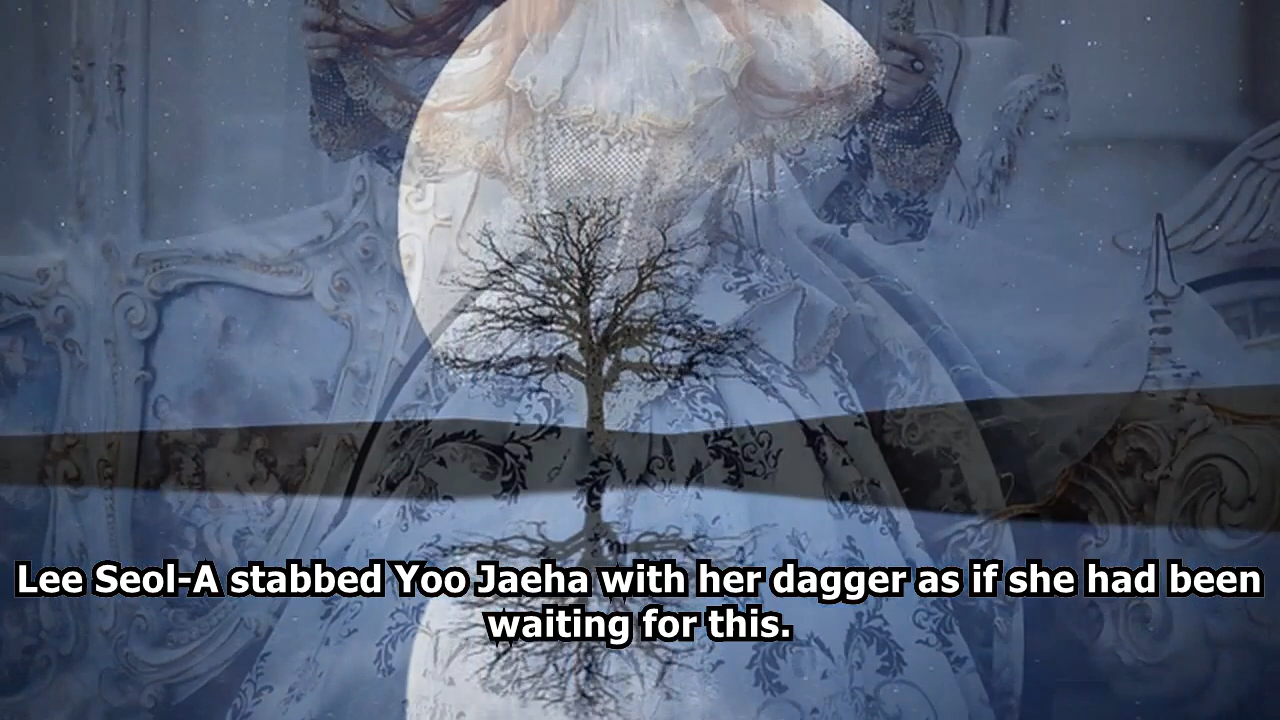 Lee Seol-A stabbed Yoo Jaeha with her dagger as if she had been
waiting for this.